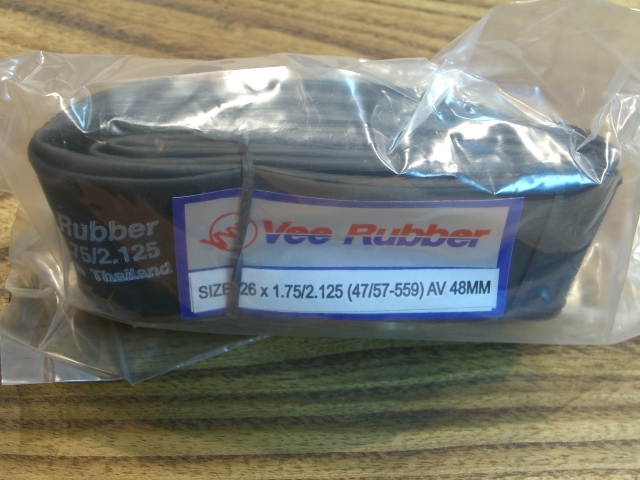 Vee Rubber
SIZE 26 x 1.75/2.125 (47/57-559) AV 48MM
Rubber
.75/2.125
Thailand